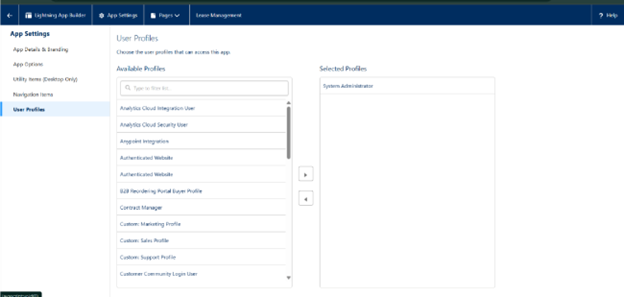 Lightning App Builder
App Settings
Pages
Lease Management
? Help
App Settings
App Details & Branding
App Options
Utility Items (Desktop Only)
Navigation Items
User Profiles
User Profiles
Choose the user profiles that can access this app
Available Profiles
Type to filter list...
Analytics Cloud Integration User
Analytics Cloud Security User
Anypoint Integration
Authenticated Website
Authenticated Website
B2B Reordering Portal Buyer Profile
Contract Manager
Custom: Marketing Profile
Custom: Sales Profile
Custom: Support Profile
Customer Community Login User
Selected Profiles
System Administrator